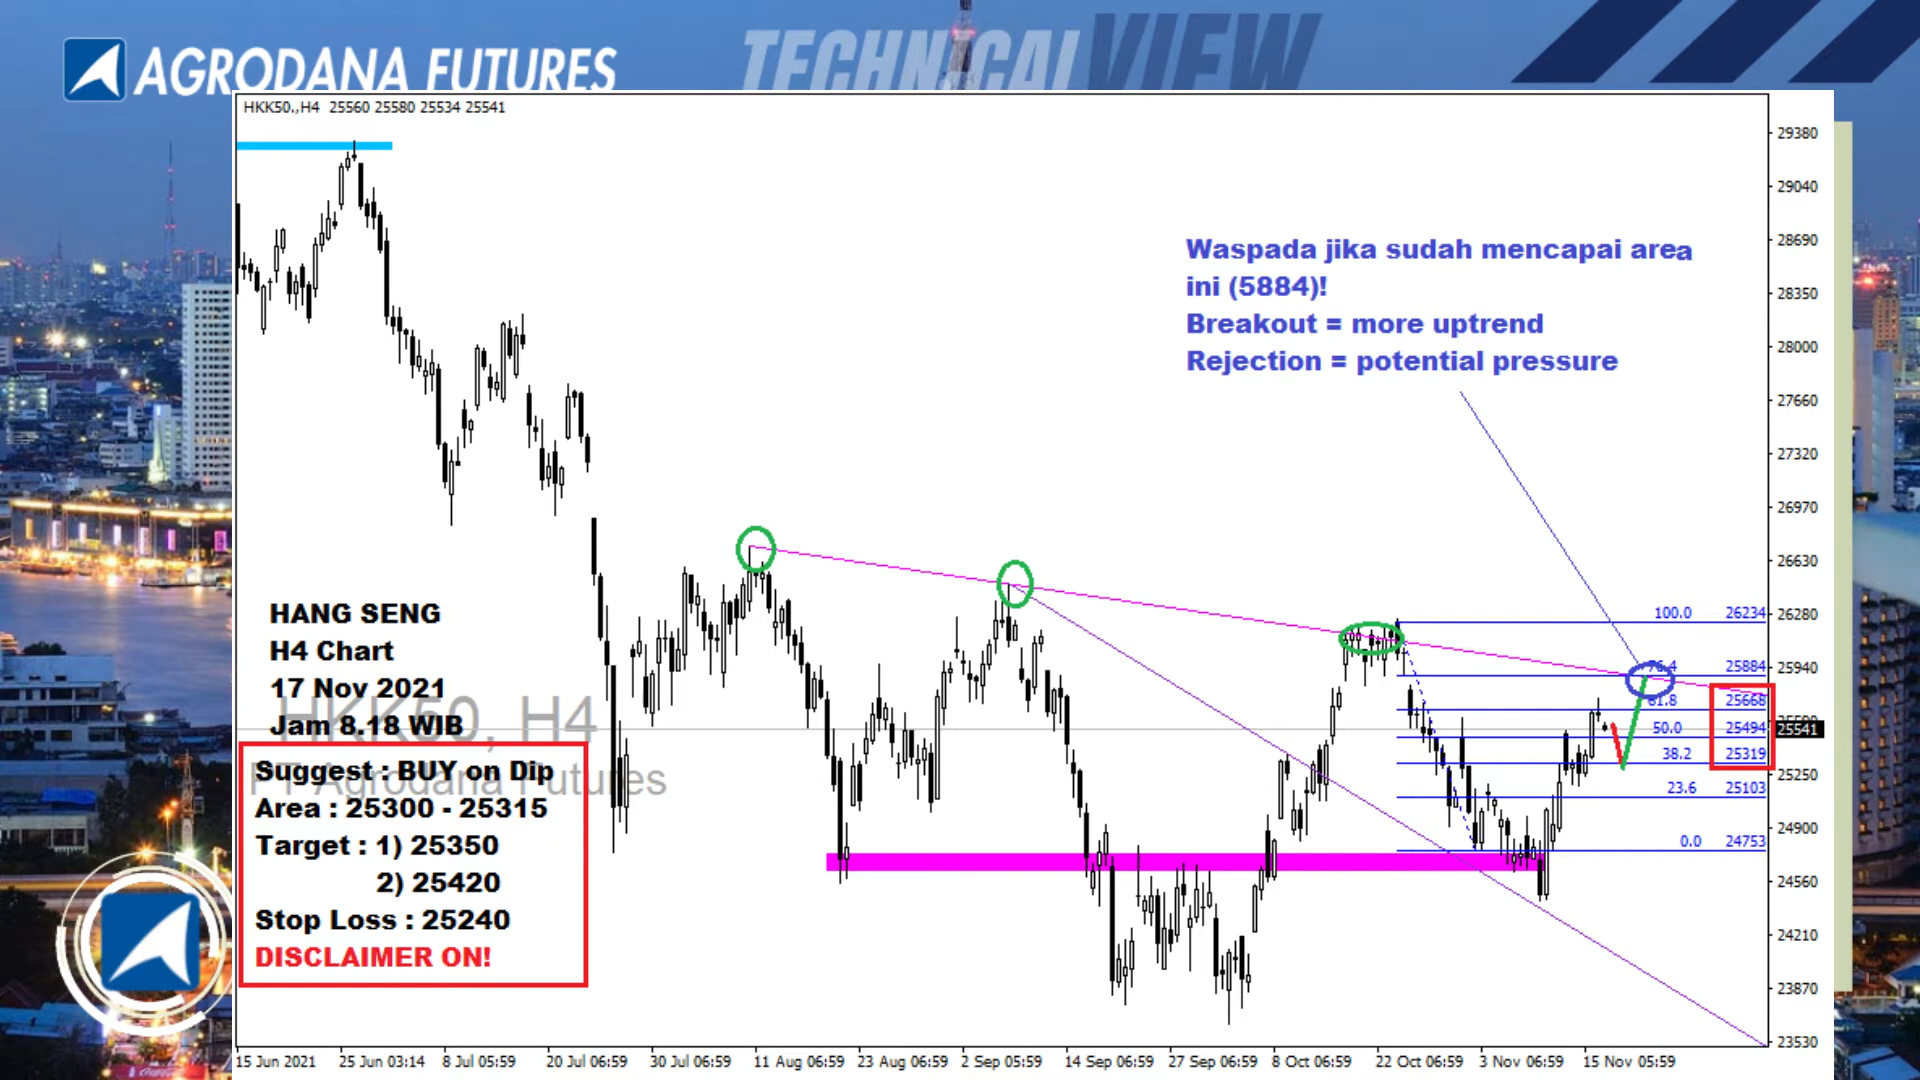 AGRODANA FUTURES
TECHNICAL VIEW
HKK50.,H4 25560 25580 25534 25541
29380
29040
28690
28350
28000
27660
27320
26970
26630
26280
25940
25590
25541
25250
24900
24560
24210
23870
23530
Waspada jika sudah mencapai area
ini (5884)!
Breakout = more uptrend
Rejection = potential pressure
100.0 26234
76.4 25884
61.8 25668
50.0 25494
38.2 25319
23.6 25103
0.0 24753
HANG SENG
H4 Chart
17 Nov 2021
Jam 8.18 WIB
HKK50, H4
PT Agrodana Futures
Suggest : BUY on Dip
Area : 25300 - 25315
Target : 1) 25350
2) 25420
Stop Loss : 25240
DISCLAIMER ON!
15 Jun 2021 25 Jun 03:14 8 Jul 05:59 20 Jul 06:59 30 Jul 06:59 11 Aug 06:59 23 Aug 06:59 2 Sep 05:59 14 Sep 06:59 27 Sep 06:59 8 Oct 06:59 22 Oct 06:59 3 Nov 06:59 15 Nov 05:59